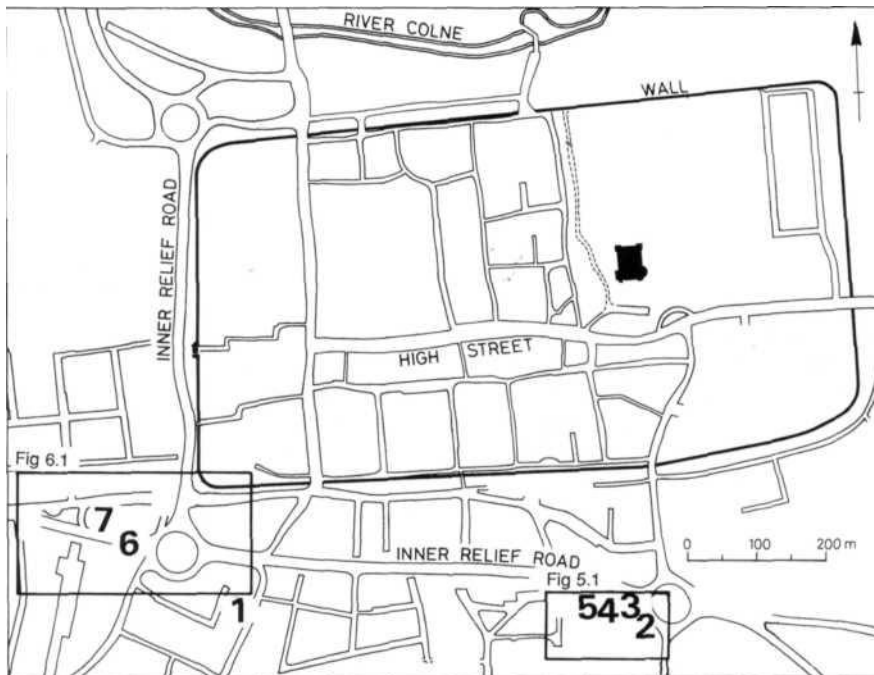 RIVER COLNE
WALL
INNER RELIEF ROAD
HIGH STREET
Fig 6.1
7
6
1
INNER RELIEF ROAD
0 100 200 m
Fig 5.1
5 4 3
2